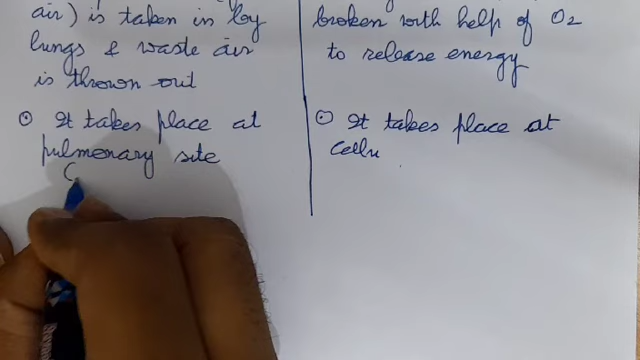 air) is taken in by
lungs & waste air
is thrown out
⊙ It takes place at
pulmonary site
(
broken with help of O2
to release energy
⊙ It takes place at
cellu